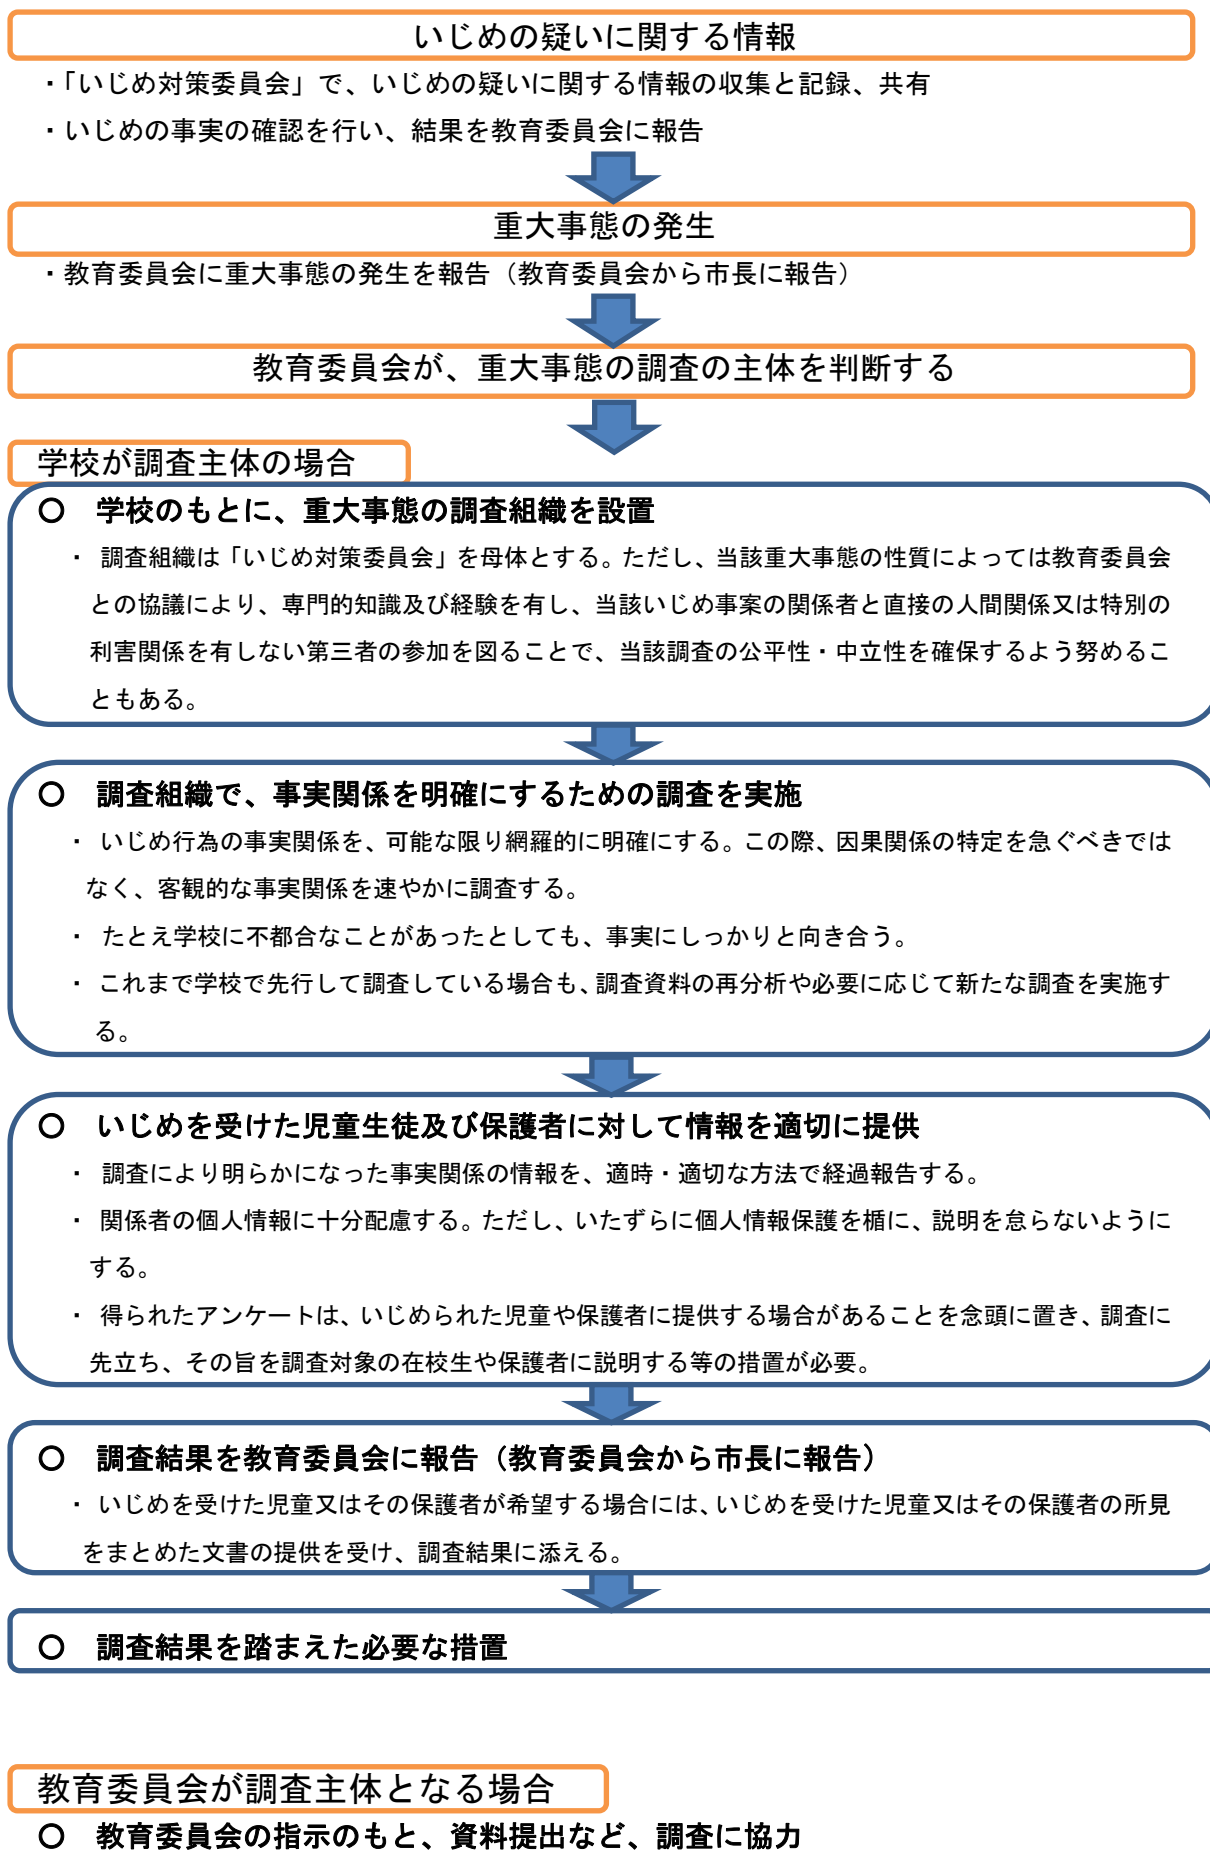 いじめの疑いに関する情報
・「いじめ対策委員会」で、いじめの疑いに関する情報の収集と記録、共有
・いじめの事実の確認を行い、結果を教育委員会に報告
重大事態の発生
・教育委員会に重大事態の発生を報告（教育委員会から市長に報告）
教育委員会が、重大事態の調査の主体を判断する
学校が調査主体の場合
○　学校のもとに、重大事態の調査組織を設置
・ 調査組織は「いじめ対策委員会」を母体とする。ただし、当該重大事態の性質によっては教育委員会
との協議により、専門的知識及び経験を有し、当該いじめ事案の関係者と直接の人間関係又は特別の
利害関係を有しない第三者の参加を図ることで、当該調査の公平性・中立性を確保するよう努めるこ
ともある。
○　調査組織で、事実関係を明確にするための調査を実施
・ いじめ行為の事実関係を、可能な限り網羅的に明確にする。この際、因果関係の特定を急ぐべきでは
なく、客観的な事実関係を速やかに調査する。
・ たとえ学校に不都合なことがあったとしても、事実にしっかりと向き合う。
・ これまで学校で先行して調査している場合も、調査資料の再分析や必要に応じて新たな調査を実施す
る。
○　いじめを受けた児童生徒及び保護者に対して情報を適切に提供
・ 調査により明らかになった事実関係の情報を、適時・適切な方法で経過報告する。
・ 関係者の個人情報に十分配慮する。ただし、いたずらに個人情報保護を楯に、説明を怠らないように
する。
・ 得られたアンケートは、いじめられた児童や保護者に提供する場合があることを念頭に置き、調査に
先立ち、その旨を調査対象の在校生や保護者に説明する等の措置が必要。
○　調査結果を教育委員会に報告（教育委員会から市長に報告）
・ いじめを受けた児童又はその保護者が希望する場合には、いじめを受けた児童又はその保護者の所見
をまとめた文書の提供を受け、調査結果に添える。
○　調査結果を踏まえた必要な措置
教育委員会が調査主体となる場合
○　教育委員会の指示のもと、資料提出など、調査に協力